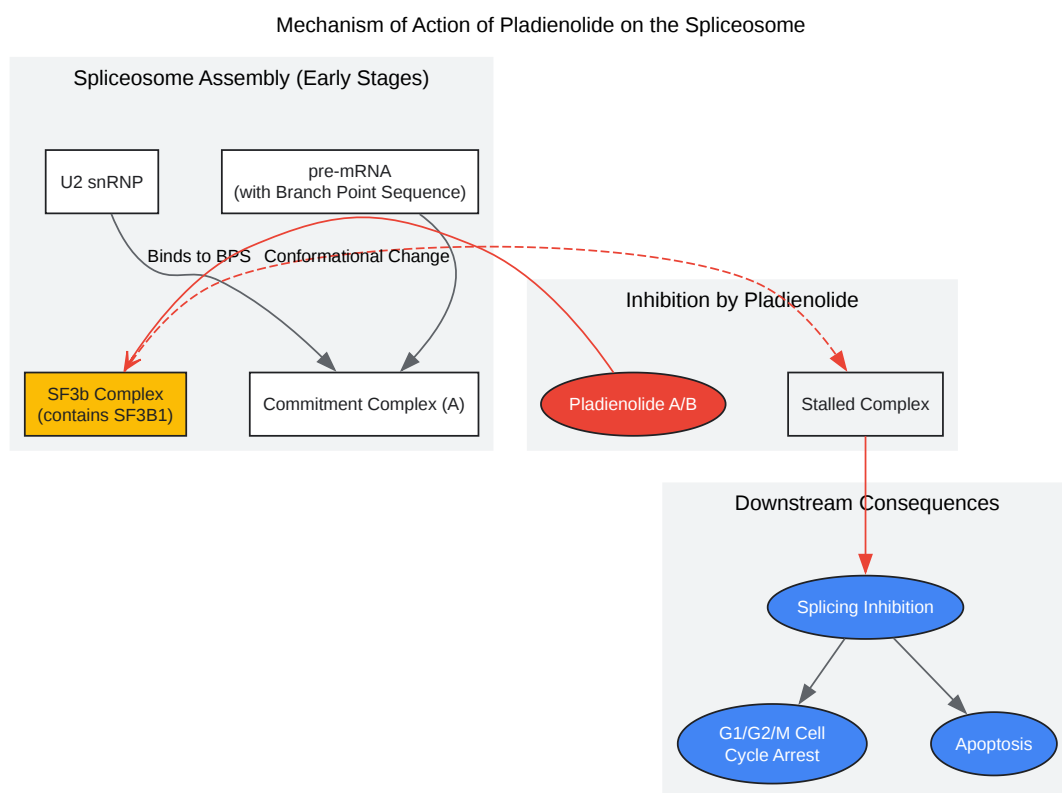 Mechanism of Action of Pladienolide on the Spliceosome
Spliceosome Assembly (Early Stages)
U2 snRNP
pre-mRNA
(with Branch Point Sequence)
Binds to BPS
Conformational Change
Inhibition by Pladienolide
SF3b Complex
(contains SF3B1)
Commitment Complex (A)
Pladienolide A/B
Stalled Complex
Downstream Consequences
Splicing Inhibition
G1/G2/M Cell
Cycle Arrest
Apoptosis